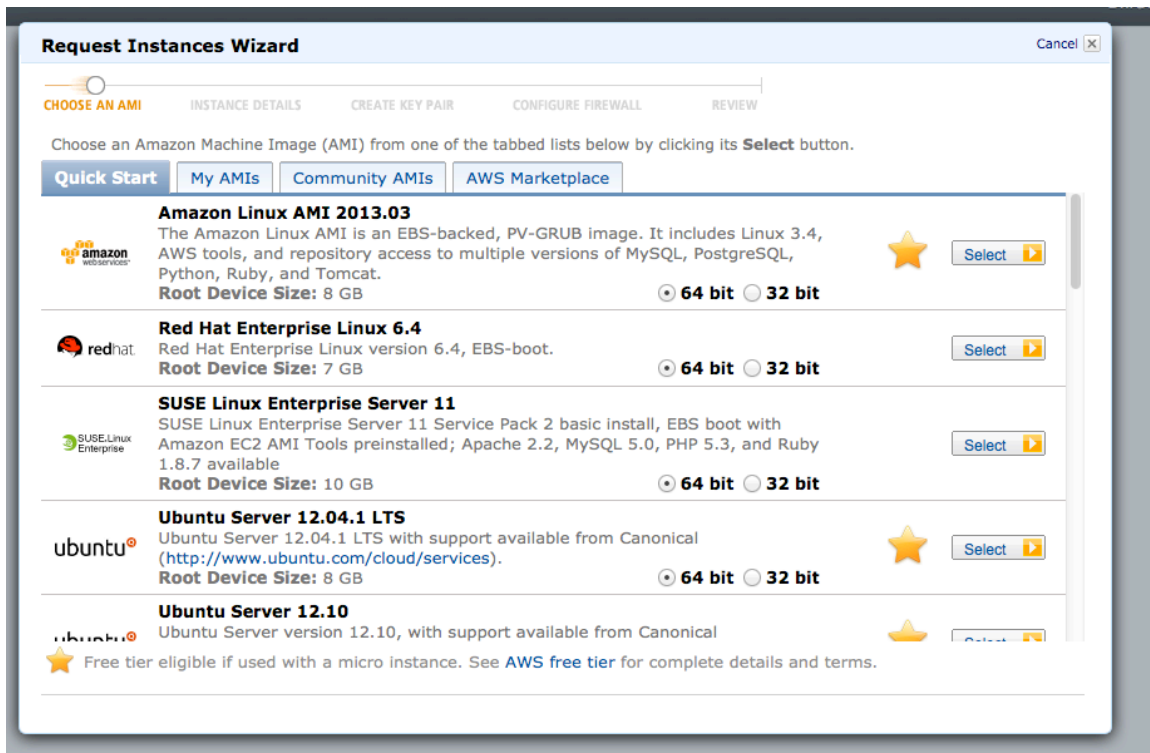 Request Instances Wizard
Cancel
CHOOSE AN AMI INSTANCE DETAILS CREATE KEY PAIR CONFIGURE FIREWALL REVIEW
Choose an Amazon Machine Image (AMI) from one of the tabbed lists below by clicking its Select button.
Quick Start My AMIs Community AMIs AWS Marketplace
Amazon Linux AMI 2013.03
The Amazon Linux AMI is an EBS-backed, PV-GRUB image. It includes Linux 3.4,
AWS tools, and repository access to multiple versions of MySQL, PostgreSQL,
Python, Ruby, and Tomcat.
Root Device Size: 8 GB
64 bit 32 bit
amazon
webservices
Select
Red Hat Enterprise Linux 6.4
Red Hat Enterprise Linux version 6.4, EBS-boot.
Root Device Size: 7 GB
64 bit 32 bit
redhat.
Select
SUSE Linux Enterprise Server 11
SUSE Linux Enterprise Server 11 Service Pack 2 basic install, EBS boot with
Amazon EC2 AMI Tools preinstalled; Apache 2.2, MySQL 5.0, PHP 5.3, and Ruby
1.8.7 available
Root Device Size: 10 GB
64 bit 32 bit
SUSE.Linux
Enterprise
Select
Ubuntu Server 12.04.1 LTS
Ubuntu Server 12.04.1 LTS with support available from Canonical
(http://www.ubuntu.com/cloud/services).
Root Device Size: 8 GB
64 bit 32 bit
ubuntu
Select
Ubuntu Server 12.10
Ubuntu Server version 12.10, with support available from Canonical
ubuntu
Select
Free tier eligible if used with a micro instance. See AWS free tier for complete details and terms.